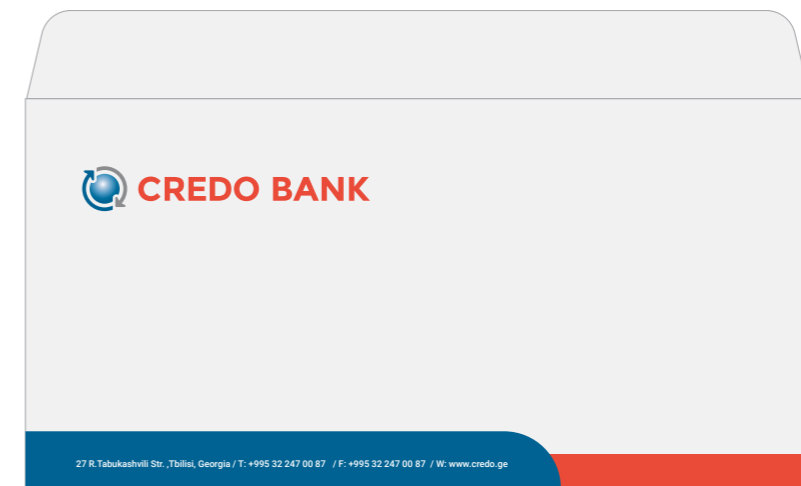 CREDO BANK
27 R.Tabukashvili Str. ,Tbilisi, Georgia / T: +995 32 247 00 87 / F: +995 32 247 00 87 / W: www.credo.ge